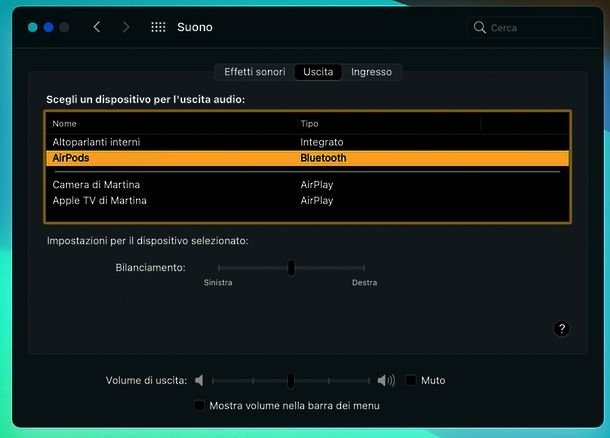 Suono
Cerca
Effetti sonori Uscita Ingresso
Scegli un dispositivo per l'uscita audio:
Nome Tipo
Altoparlanti interni Integrato
AirPods Bluetooth
Camera di Martina AirPlay
Apple TV di Martina AirPlay
Impostazioni per il dispositivo selezionato:
Bilanciamento:
Sinistra Destra
?
Volume di uscita: Muto
Mostra volume nella barra dei menu